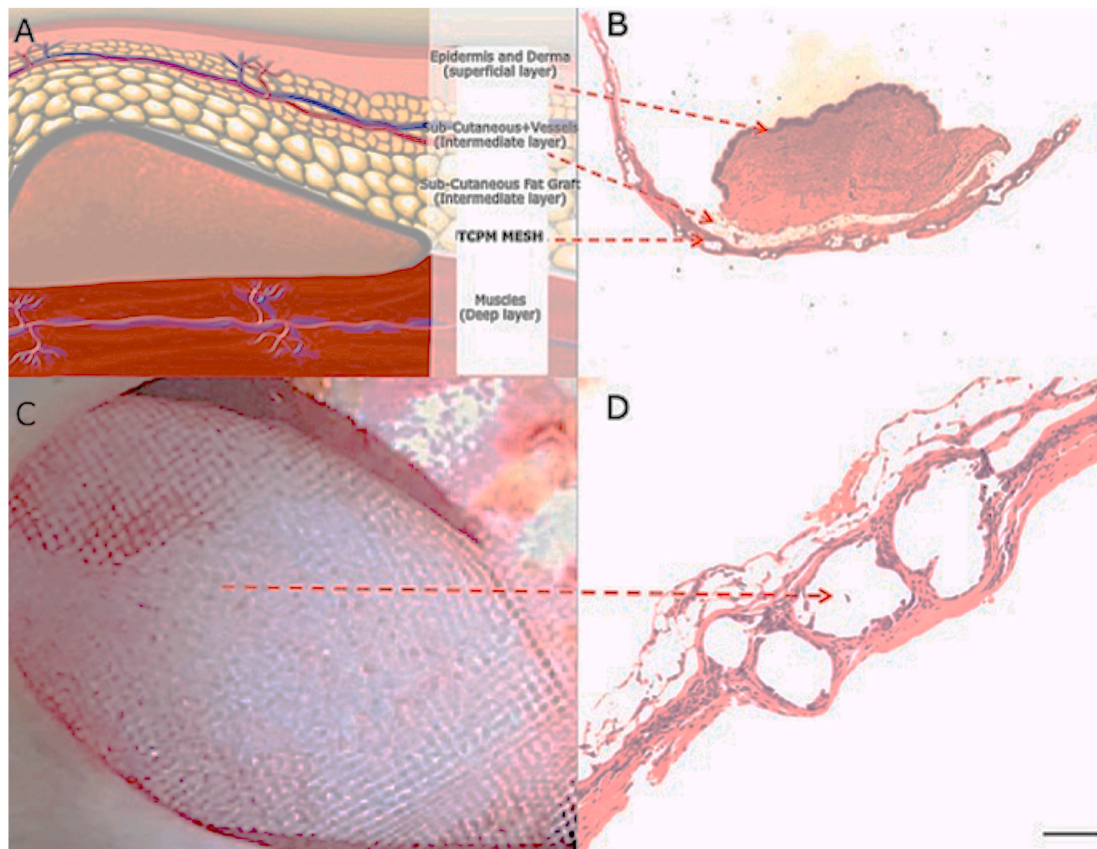 A
B
Epidermis and Derma
(superficial layer)
Sub-Cutaneous+Vessels
(Intermediate layer)
Sub-Cutaneous Fat Graft
(Intermediate layer)
TCPM MESH
Muscles
(Deep layer)
C
D